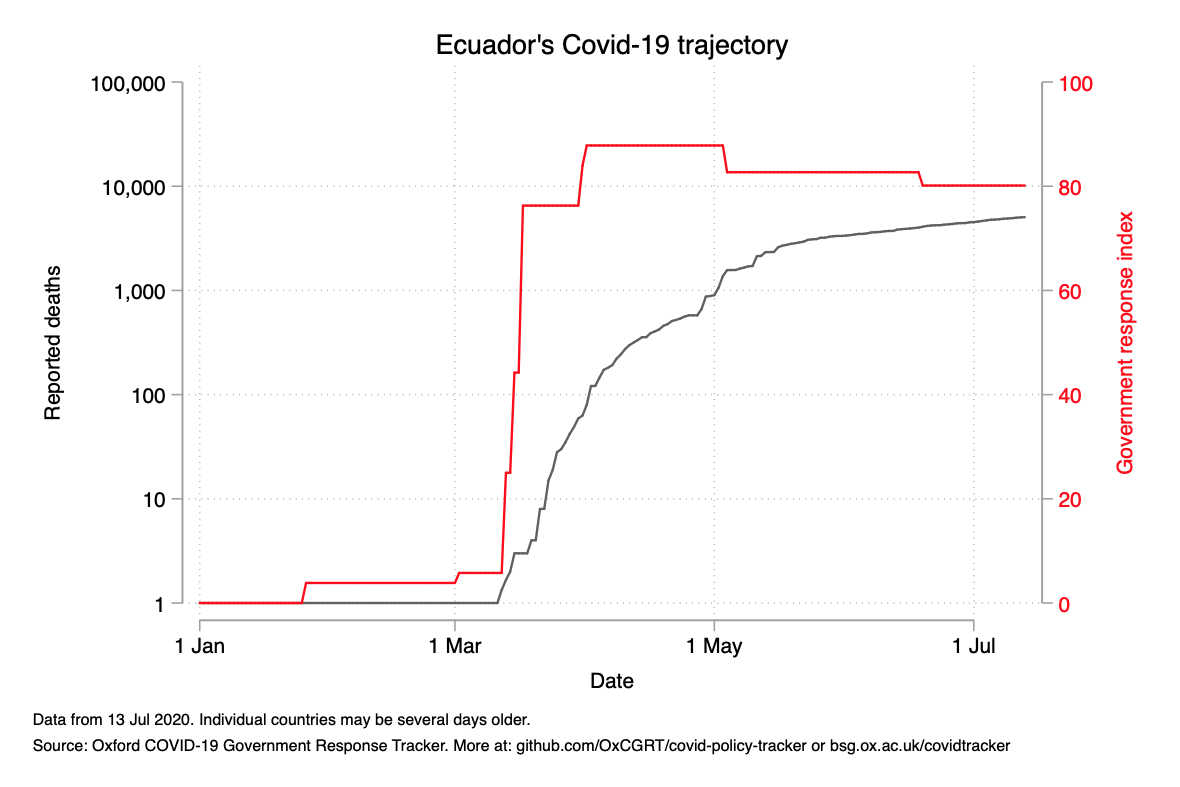 Ecuador's Covid-19 trajectory
100,000
10,000
1,000
100
10
1
Reported deaths
100
80
60
40
20
0
Government response index
1 Jan
1 Mar
1 May
1 Jul
Date
Data from 13 Jul 2020. Individual countries may be several days older.
Source: Oxford COVID-19 Government Response Tracker. More at: github.com/OxCGRT/covid-policy-tracker or bsg.ox.ac.uk/covidtracker